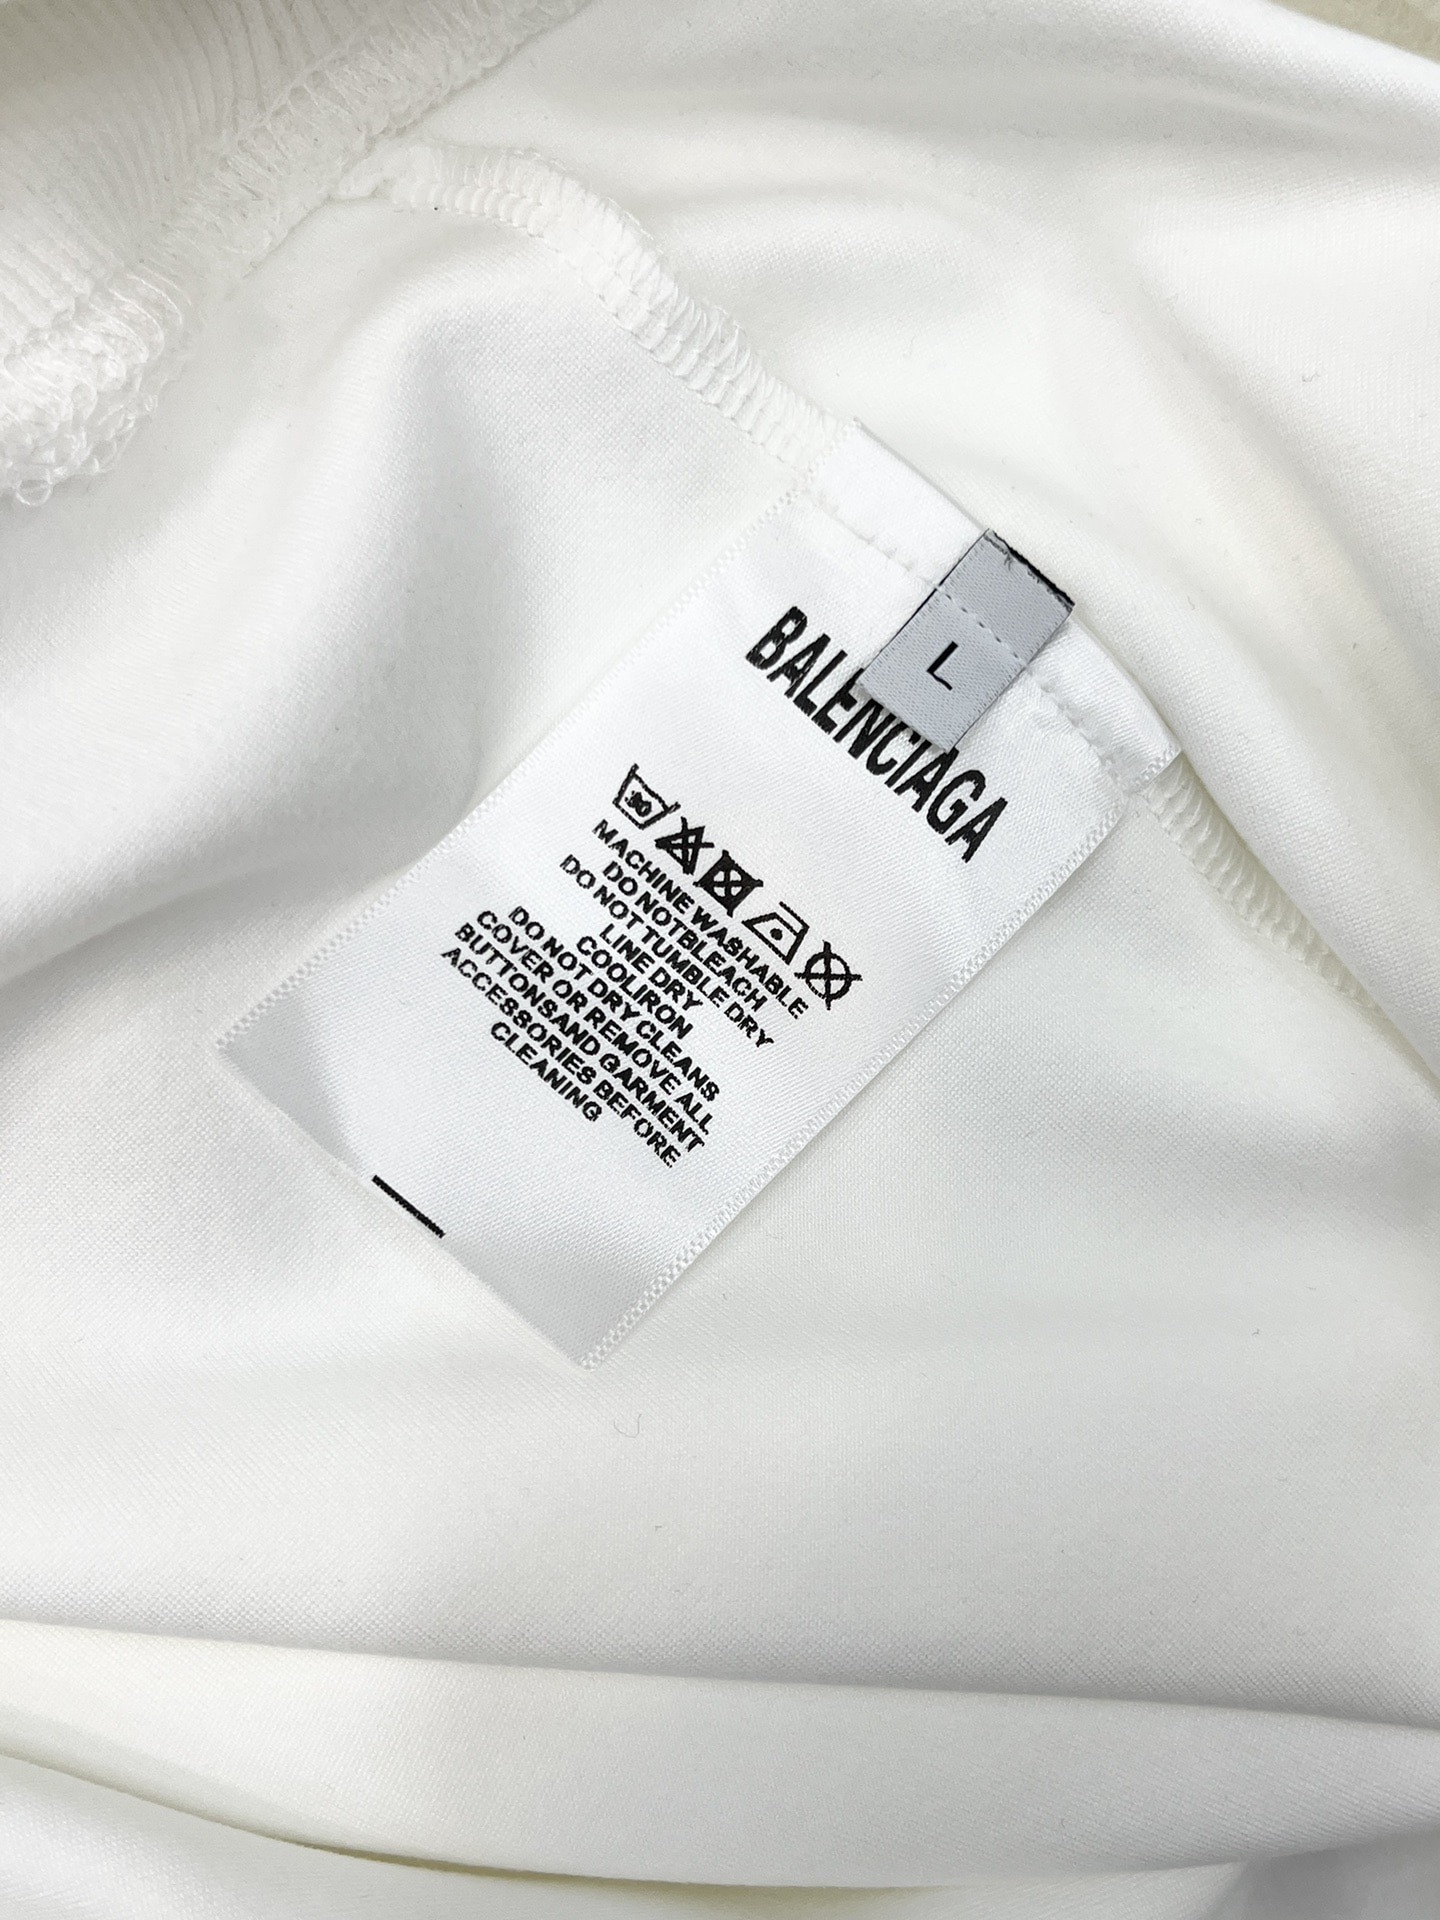 L
BALENCIAGA
30
MACHINE WASHABLE
DO NOTBLEACH
DO NOT TUMBLE DRY
LINE DRY
COOLIRON
DO NOT DRY CLEANS
COVER OR REMOVE ALL
BUTTONSAND GARMENT
ACCESSORIES BEFORE
CLEANING